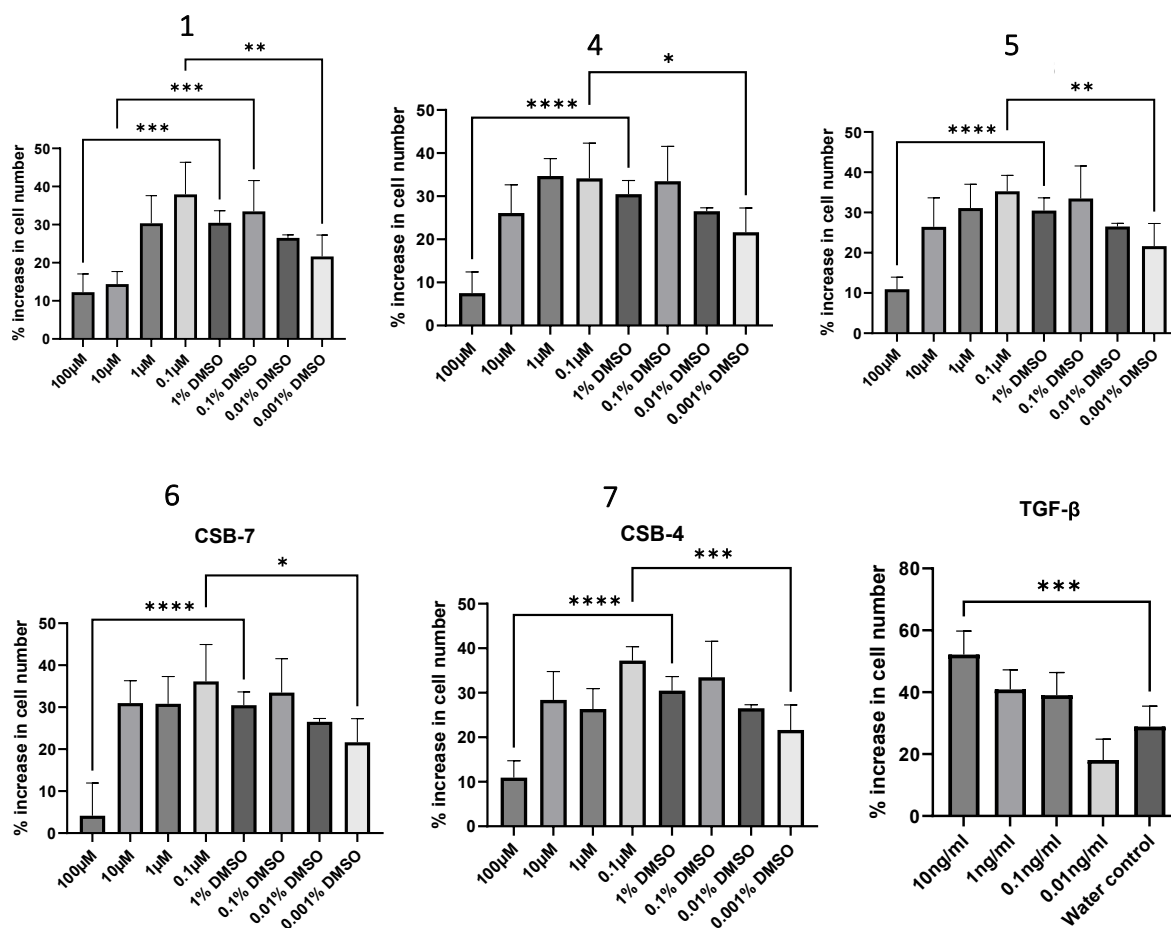 1
**
***
***
% increase in cell number
50
40
30
20
10
0
100µM
10µM
1µM
0.1µM
1% DMSO
0.1% DMSO
0.01% DMSO
0.001% DMSO
4
*
****
% increase in cell number
50
40
30
20
10
0
100µM
10µM
1µM
0.1µM
1% DMSO
0.1% DMSO
0.01% DMSO
0.001% DMSO
5
**
****
% increase in cell number
50
40
30
20
10
0
100µM
10µM
1µM
0.1µM
1% DMSO
0.1% DMSO
0.01% DMSO
0.001% DMSO
6
CSB-7
*
****
% increase in cell number
50
40
30
20
10
0
100µM
10µM
1µM
0.1µM
1% DMSO
0.1% DMSO
0.01% DMSO
0.001% DMSO
7
CSB-4
***
****
% increase in cell number
50
40
30
20
10
0
100µM
10µM
1µM
0.1µM
1% DMSO
0.1% DMSO
0.01% DMSO
0.001% DMSO
TGF-β
***
% increase in cell number
80
60
40
20
0
10ng/ml
1ng/ml
0.1ng/ml
0.01ng/ml
Water control